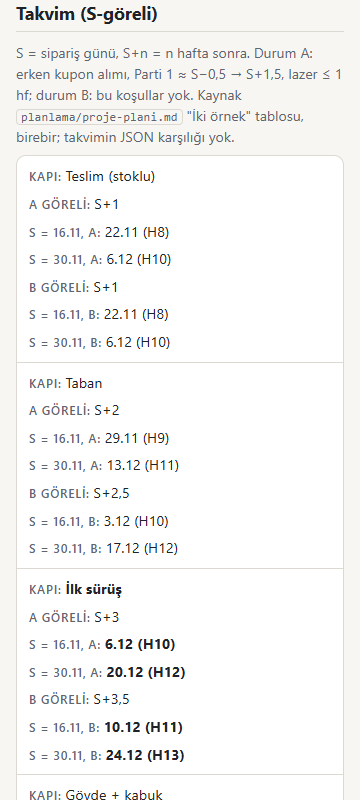 Takvim (S-göreli)
S = sipariş günü, S+n = n hafta sonra. Durum A:
erken kupon alımı, Parti 1 ≈ S−0,5 → S+1,5, lazer ≤ 1
hf; durum B: bu koşullar yok. Kaynak
planlama/proje-plani.md "İki örnek" tablosu,
birebir; takvimin JSON karşılığı yok.
KAPI: Teslim (stoklu)
A GÖRELİ: S+1
S = 16.11, A: 22.11 (H8)
S = 30.11, A: 6.12 (H10)
B GÖRELİ: S+1
S = 16.11, B: 22.11 (H8)
S = 30.11, B: 6.12 (H10)
KAPI: Taban
A GÖRELİ: S+2
S = 16.11, A: 29.11 (H9)
S = 30.11, A: 13.12 (H11)
B GÖRELİ: S+2,5
S = 16.11, B: 3.12 (H10)
S = 30.11, B: 17.12 (H12)
KAPI: İlk sürüş
A GÖRELİ: S+3
S = 16.11, A: 6.12 (H10)
S = 30.11, A: 20.12 (H12)
B GÖRELİ: S+3,5
S = 16.11, B: 10.12 (H11)
S = 30.11, B: 24.12 (H13)
KAPI: Gövde + kabuk